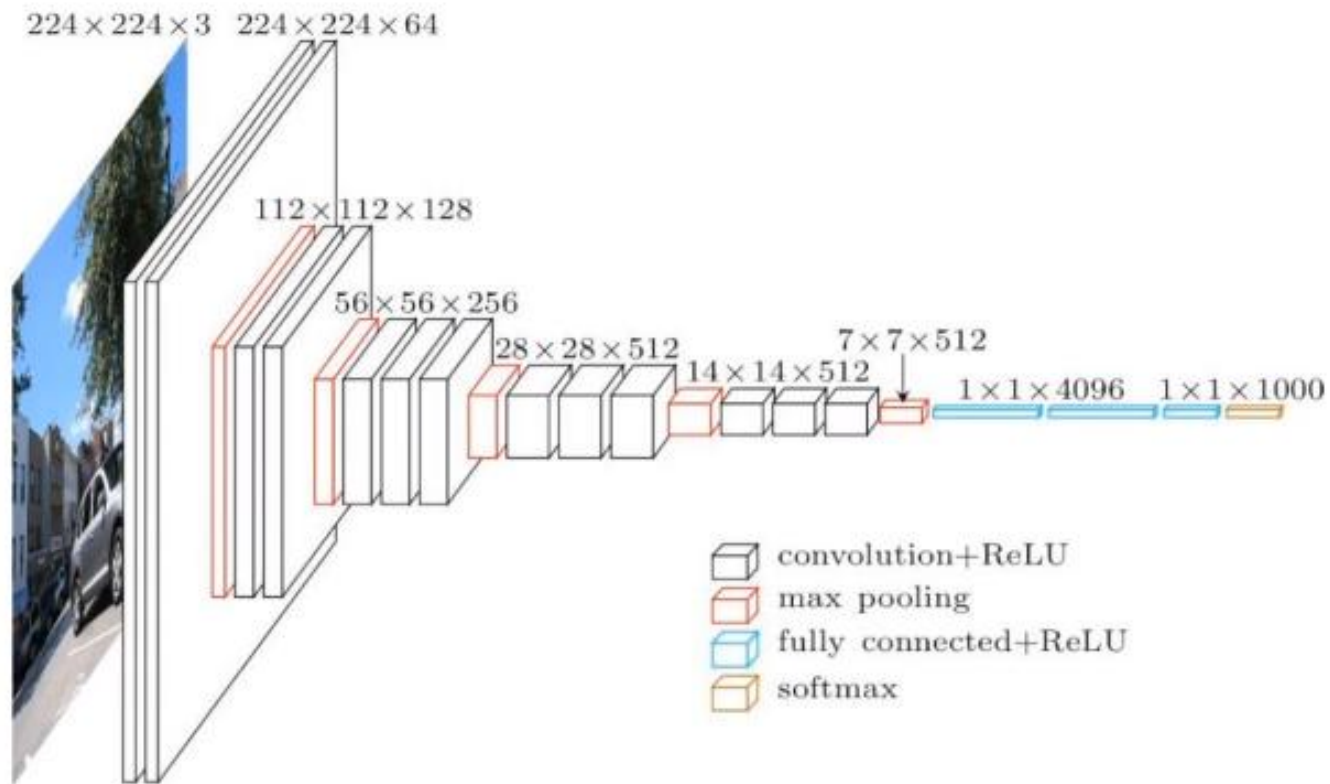 224 × 224 × 3
224 × 224 × 64
112 × 112 × 128
56 × 56 × 256
28 × 28 × 512
14 × 14 × 512
7 × 7 × 512
1 × 1 × 4096
1 × 1 × 1000
convolution+ReLU
max pooling
fully connected+ReLU
softmax